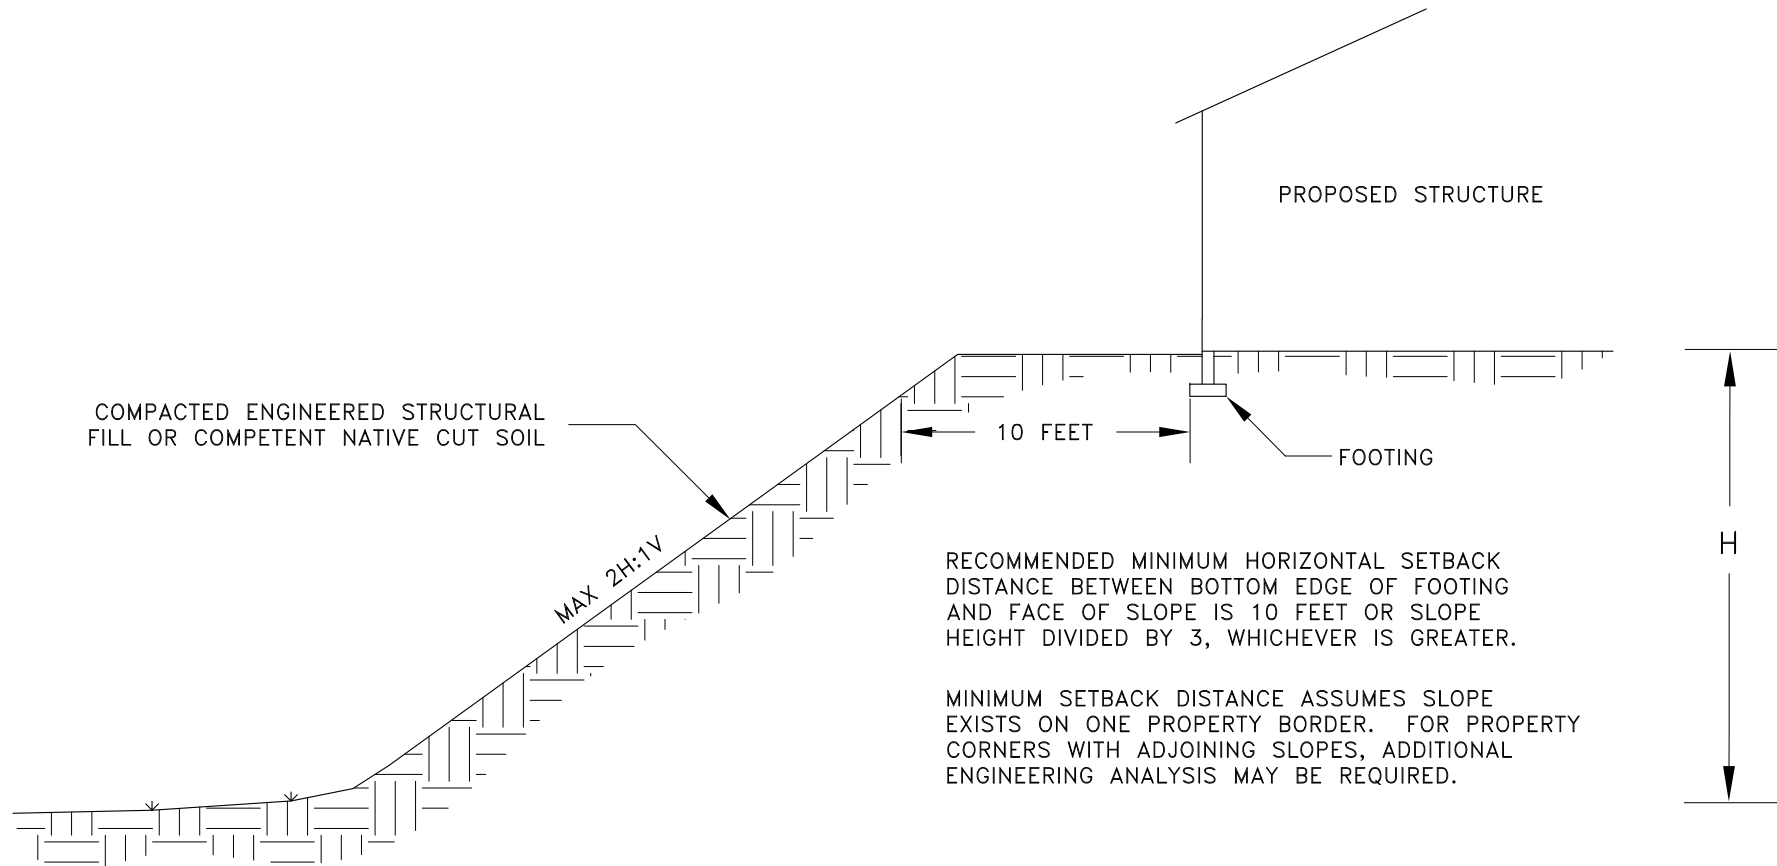 PROPOSED STRUCTURE
COMPACTED ENGINEERED STRUCTURAL
FILL OR COMPETENT NATIVE CUT SOIL
10 FEET
FOOTING
MAX 2H:1V
H
RECOMMENDED MINIMUM HORIZONTAL SETBACK
DISTANCE BETWEEN BOTTOM EDGE OF FOOTING
AND FACE OF SLOPE IS 10 FEET OR SLOPE
HEIGHT DIVIDED BY 3, WHICHEVER IS GREATER.
MINIMUM SETBACK DISTANCE ASSUMES SLOPE
EXISTS ON ONE PROPERTY BORDER. FOR PROPERTY
CORNERS WITH ADJOINING SLOPES, ADDITIONAL
ENGINEERING ANALYSIS MAY BE REQUIRED.